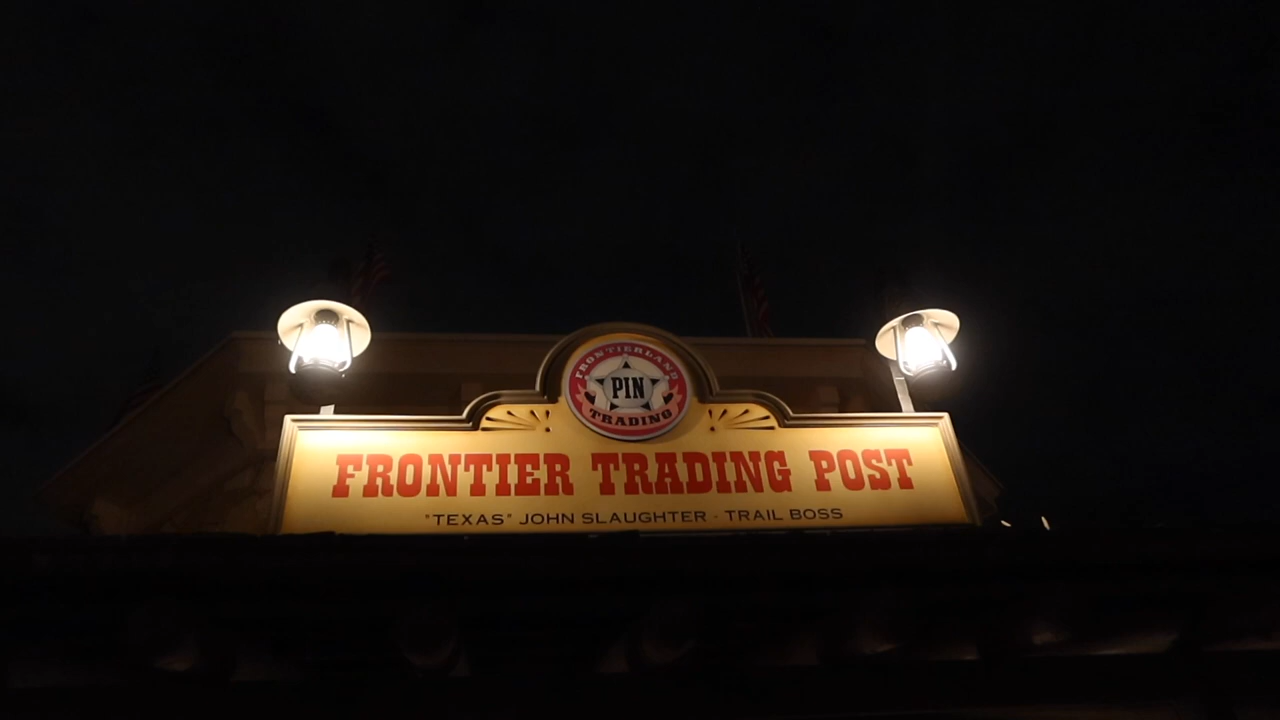 FRONTIERLAND
PIN
TRADING
FRONTIER TRADING POST
"TEXAS" JOHN SLAUGHTER - TRAIL BOSS